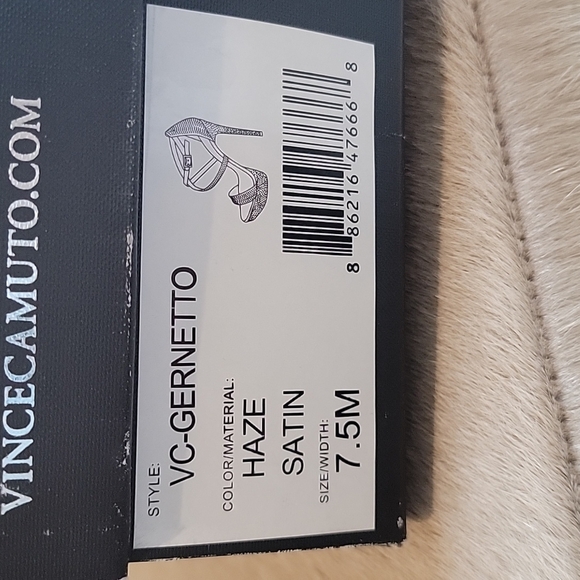 VINCECAMUTO.COM
STYLE:
VC-GERNETTO
COLOR/MATERIAL:
HAZE
SATIN
SIZE/WIDTH:
7.5M
8 86216 47666 8